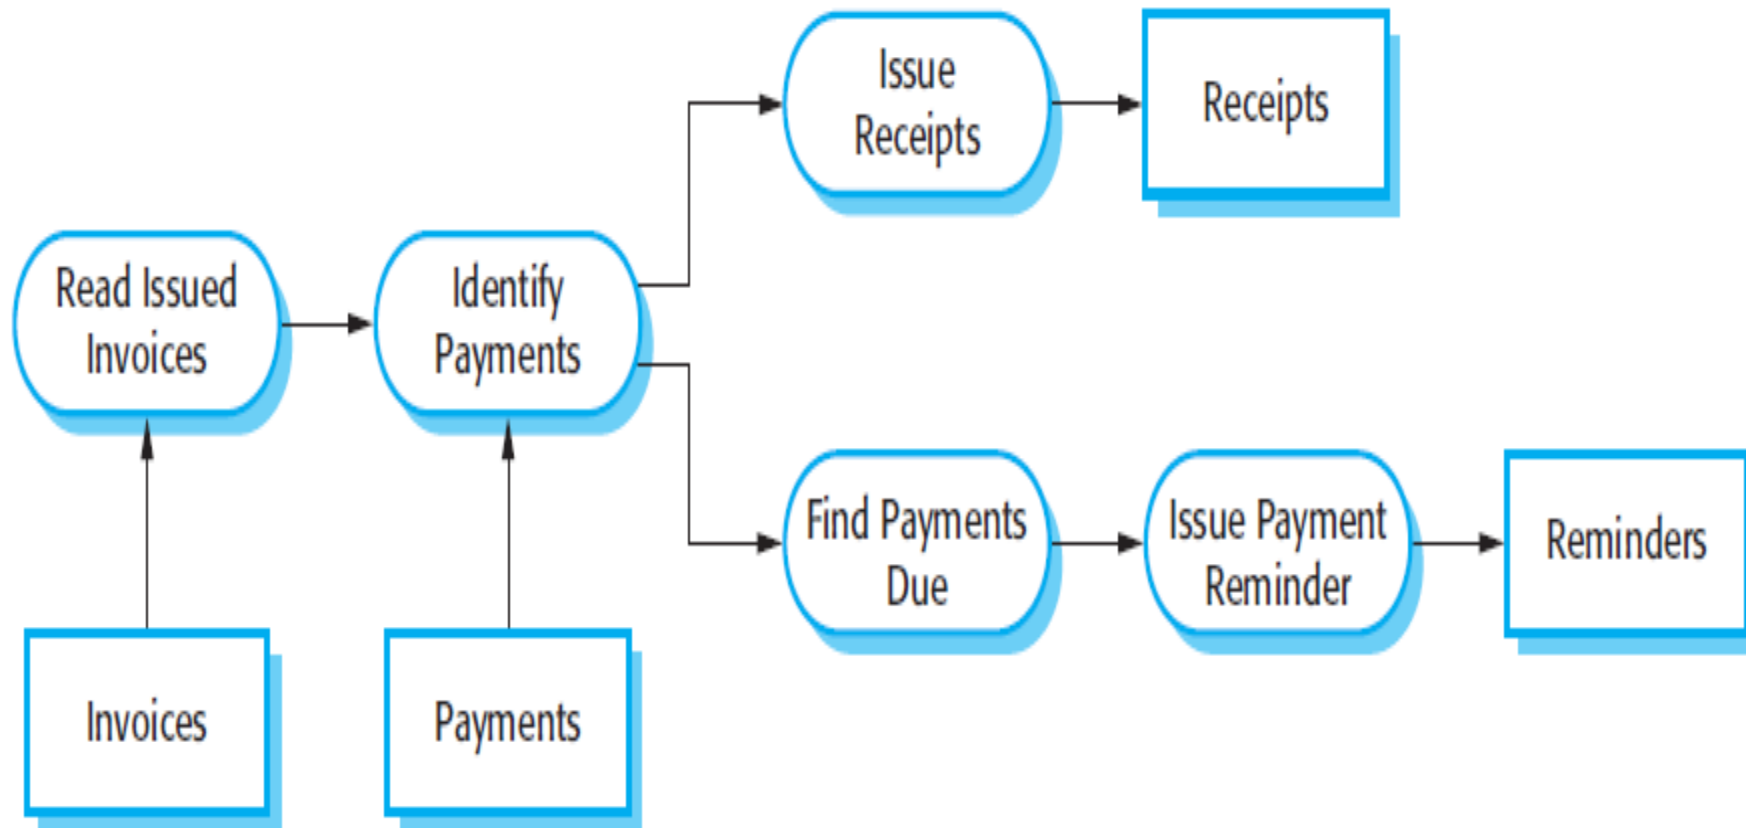 Issue
Receipts
Receipts
Read Issued
Invoices
Identify
Payments
Find Payments
Due
Issue Payment
Reminder
Reminders
Invoices
Payments